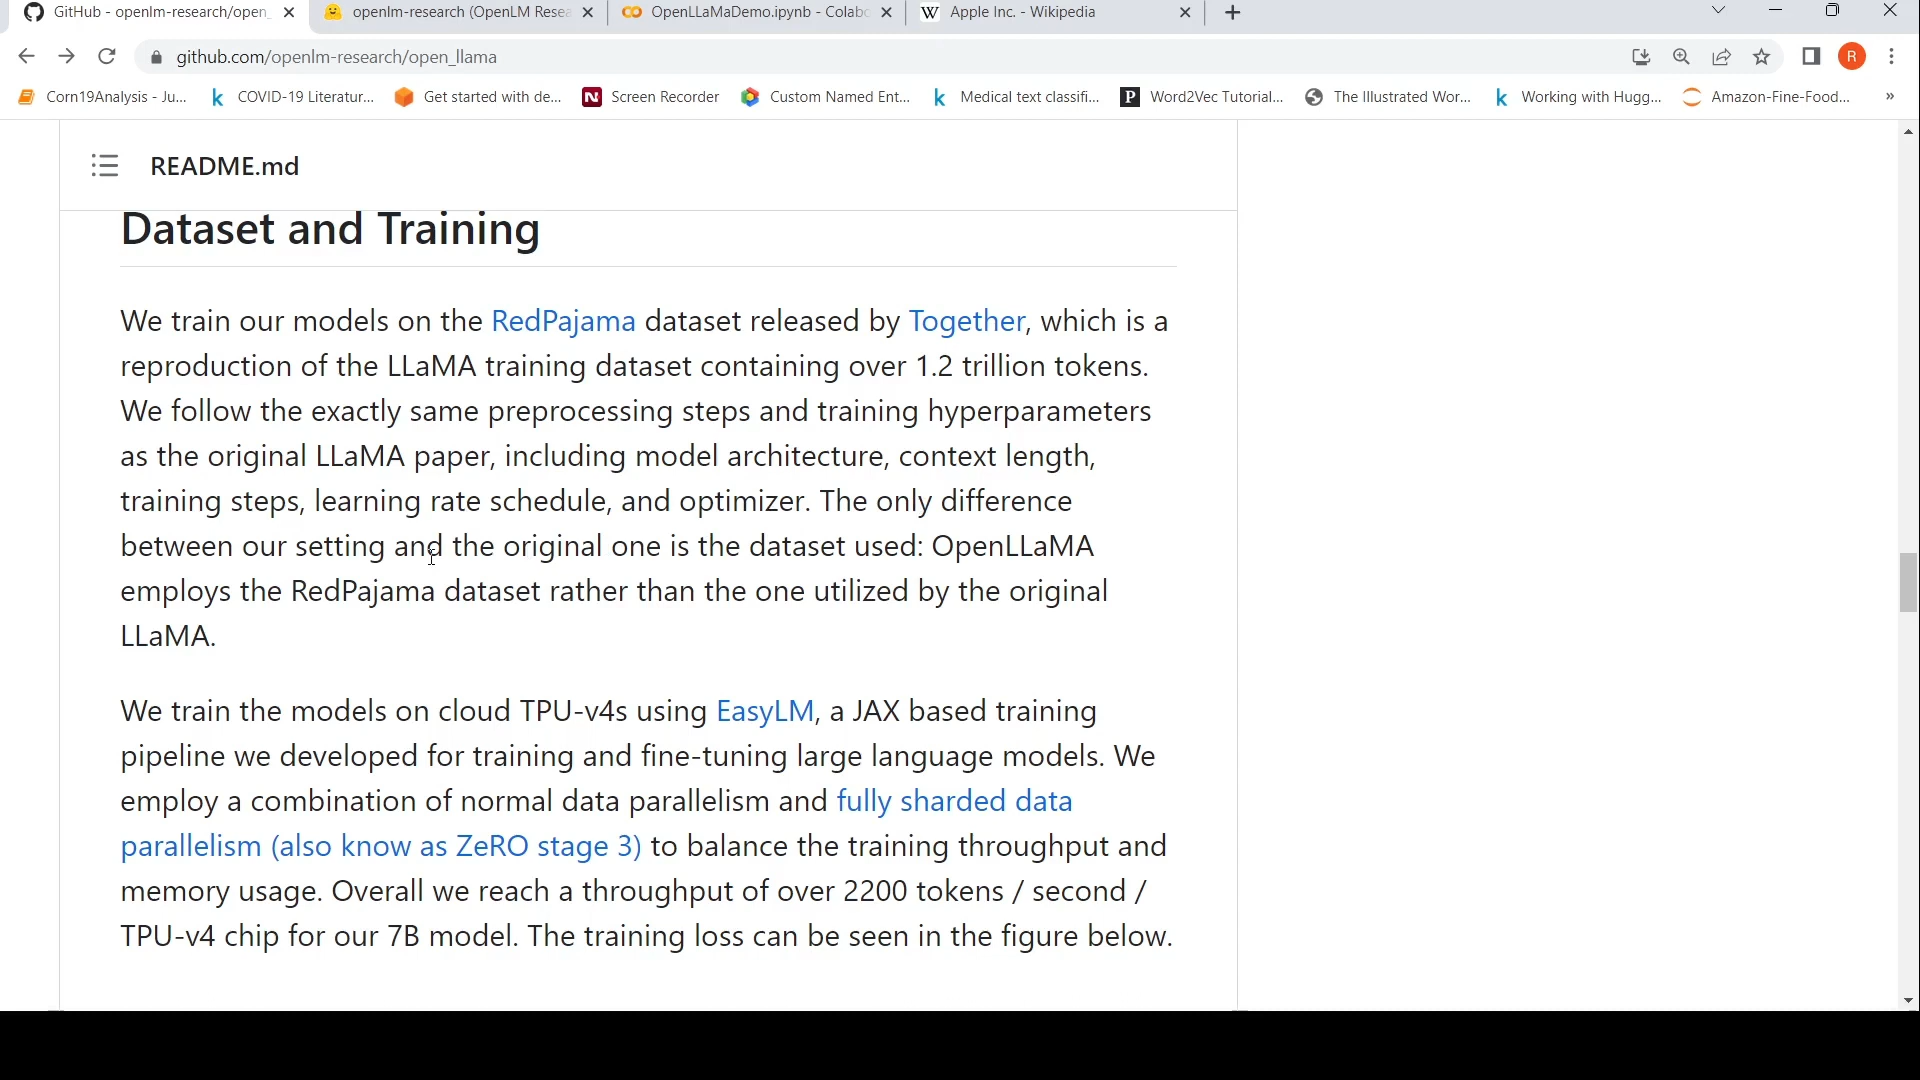 GitHub - openlm-research/open_
openlm-research (OpenLM Rese
OpenLLaMaDemo.ipynb - Colab
Apple Inc. - Wikipedia
github.com/openlm-research/open_llama
R
Corn19Analysis - Ju...
COVID-19 Literatur...
Get started with de...
Screen Recorder
Custom Named Ent...
Medical text classifi...
Word2Vec Tutorial...
The Illustrated Wor...
Working with Hugg...
Amazon-Fine-Food...
»
README.md
Dataset and Training
We train our models on the RedPajama dataset released by Together, which is a
reproduction of the LLaMA training dataset containing over 1.2 trillion tokens.
We follow the exactly same preprocessing steps and training hyperparameters
as the original LLaMA paper, including model architecture, context length,
training steps, learning rate schedule, and optimizer. The only difference
between our setting and the original one is the dataset used: OpenLLaMA
employs the RedPajama dataset rather than the one utilized by the original
LLaMA.
We train the models on cloud TPU-v4s using EasyLM, a JAX based training
pipeline we developed for training and fine-tuning large language models. We
employ a combination of normal data parallelism and fully sharded data
parallelism (also know as ZeRO stage 3) to balance the training throughput and
memory usage. Overall we reach a throughput of over 2200 tokens / second /
TPU-v4 chip for our 7B model. The training loss can be seen in the figure below.